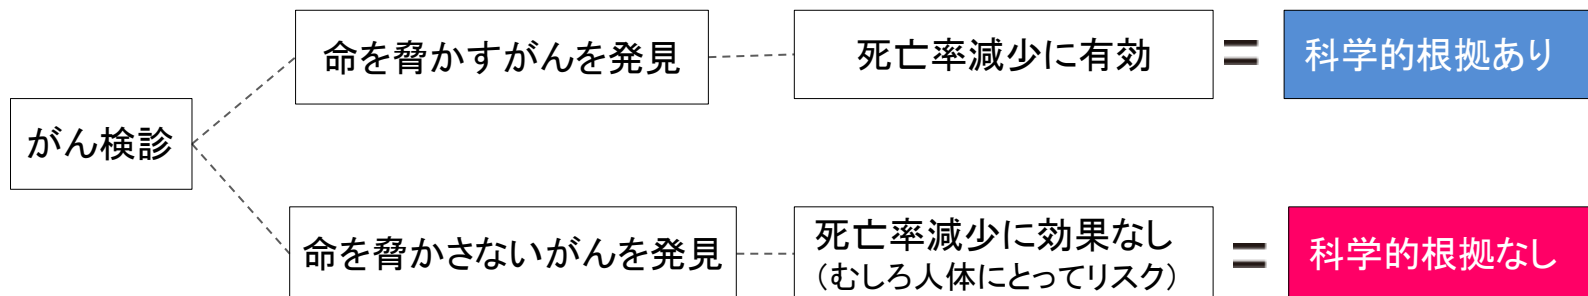 命を脅かすがんを発見
死亡率減少に有効
=
科学的根拠あり
がん検診
命を脅かさないがんを発見
死亡率減少に効果なし
(むしろ人体にとってリスク)
=
科学的根拠なし